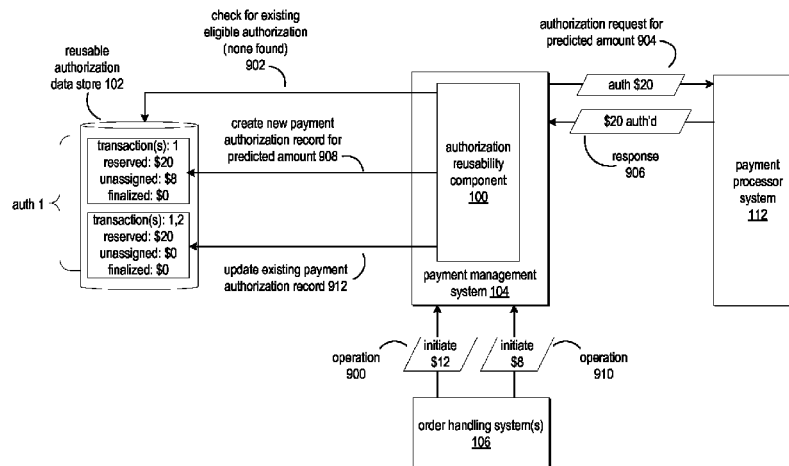 check for existing
eligible authorization
(none found)
902
authorization request for
predicted amount 904
reusable
authorization
data store 102
auth $20
$20 auth'd
response
906
create new payment
authorization record for
predicted amount 908
authorization
reusability
component
100
payment
processor
system
112
auth 1
transaction(s): 1
reserved: $20
unassigned: $8
finalized: $0
transaction(s): 1,2
reserved: $20
unassigned: $0
finalized: $0
update existing payment
authorization record 912
payment management
system 104
operation
900
initiate
$12
initiate
$8
operation
910
order handling system(s)
106